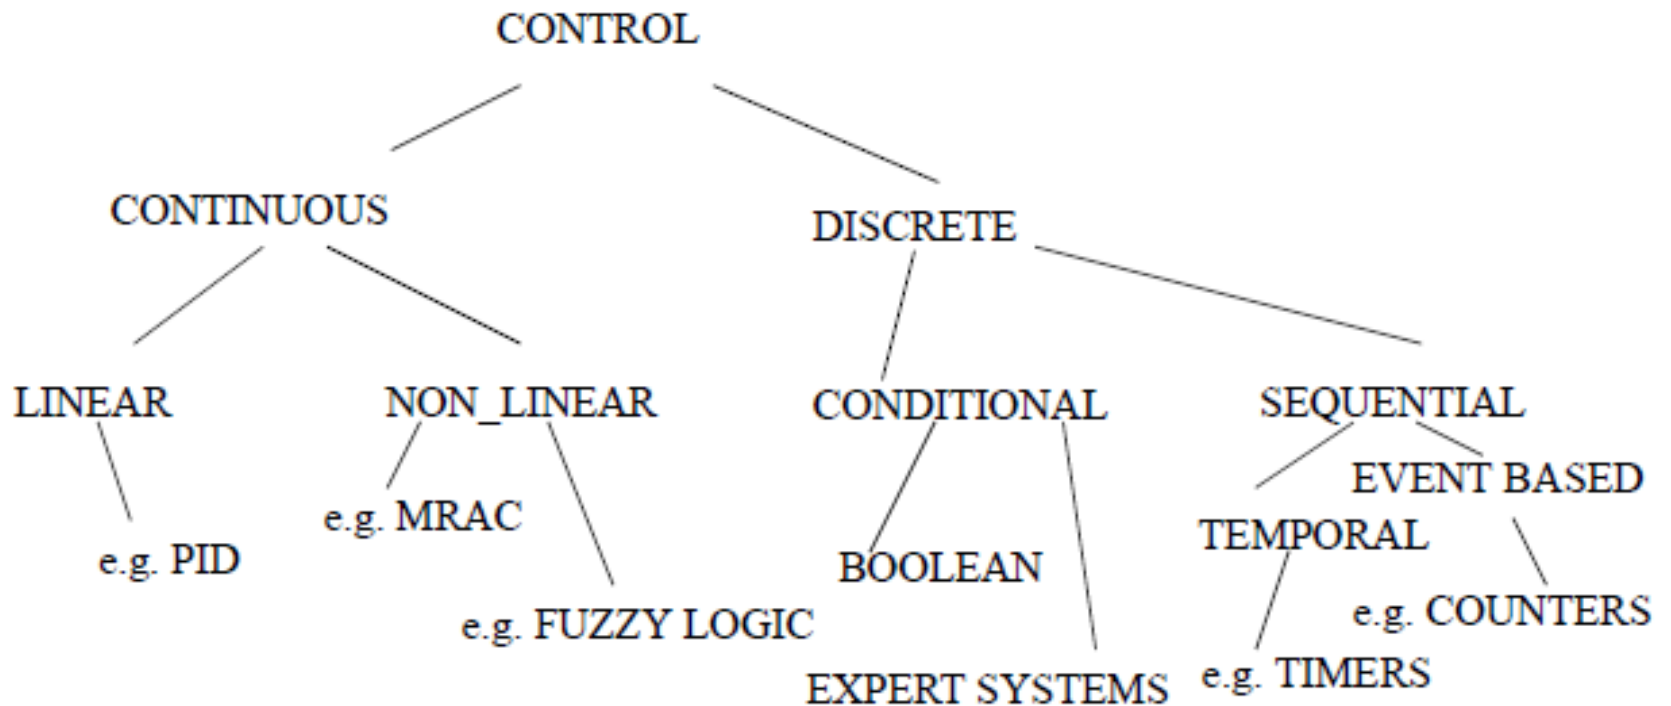 CONTROL
CONTINUOUS
DISCRETE
LINEAR
NON_LINEAR
CONDITIONAL
SEQUENTIAL
EVENT BASED
e.g. MRAC
TEMPORAL
e.g. PID
BOOLEAN
e.g. COUNTERS
e.g. FUZZY LOGIC
e.g. TIMERS
EXPERT SYSTEMS